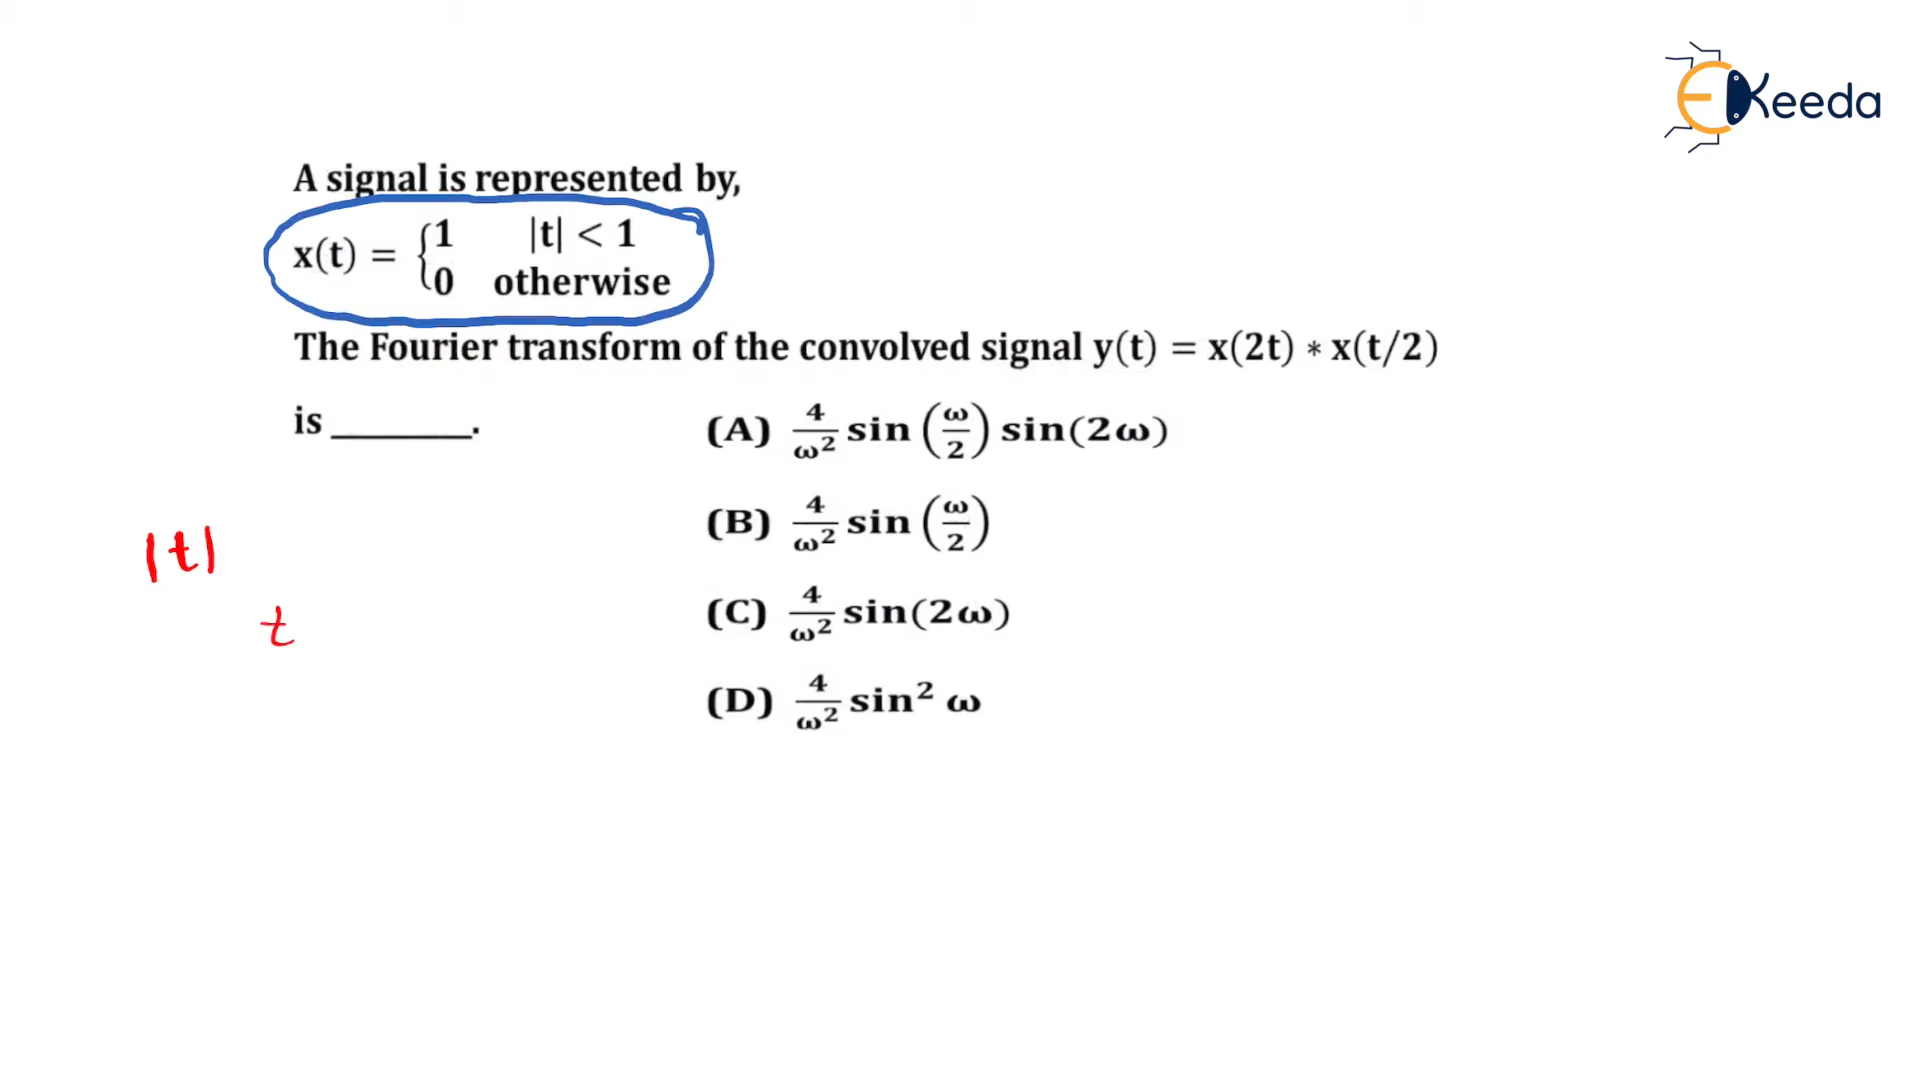 EKeeda
A signal is represented by,
x(t) = {1 |t| < 1
0 otherwise
The Fourier transform of the convolved signal y(t) = x(2t) ∗ x(t/2)
is ________.
(A) 4/ω² sin(ω/2) sin(2ω)
(B) 4/ω² sin(ω/2)
(C) 4/ω² sin(2ω)
(D) 4/ω² sin² ω
|t|
t